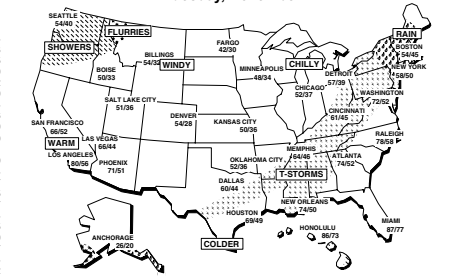 SEATTLE
54/40
FLURRIES
RAIN
SHOWERS
BOSTON
54/45
FARGO
42/30
BILLINGS
WINDY
CHILLY
NEW YORK
58/50
BOISE
50/33
MINNEAPOLIS
48/34
DETROIT
57/39
CHICAGO
52/37
WASHINGTON
72/52
SALT LAKE CITY
51/36
DENVER
54/28
CINCINNATI
61/45
KANSAS CITY
50/36
SAN FRANCISCO
66/52
RALEIGH
78/58
LAS VEGAS
66/44
WARM
MEMPHIS
64/46
ATLANTA
74/52
LOS ANGELES
80/56
PHOENIX
71/51
OKLAHOMA CITY
52/36
T-STORMS
DALLAS
60/44
NEW ORLEANS
74/50
HOUSTON
69/49
MIAMI
87/77
HONOLULU
86/73
ANCHORAGE
26/20
COLDER